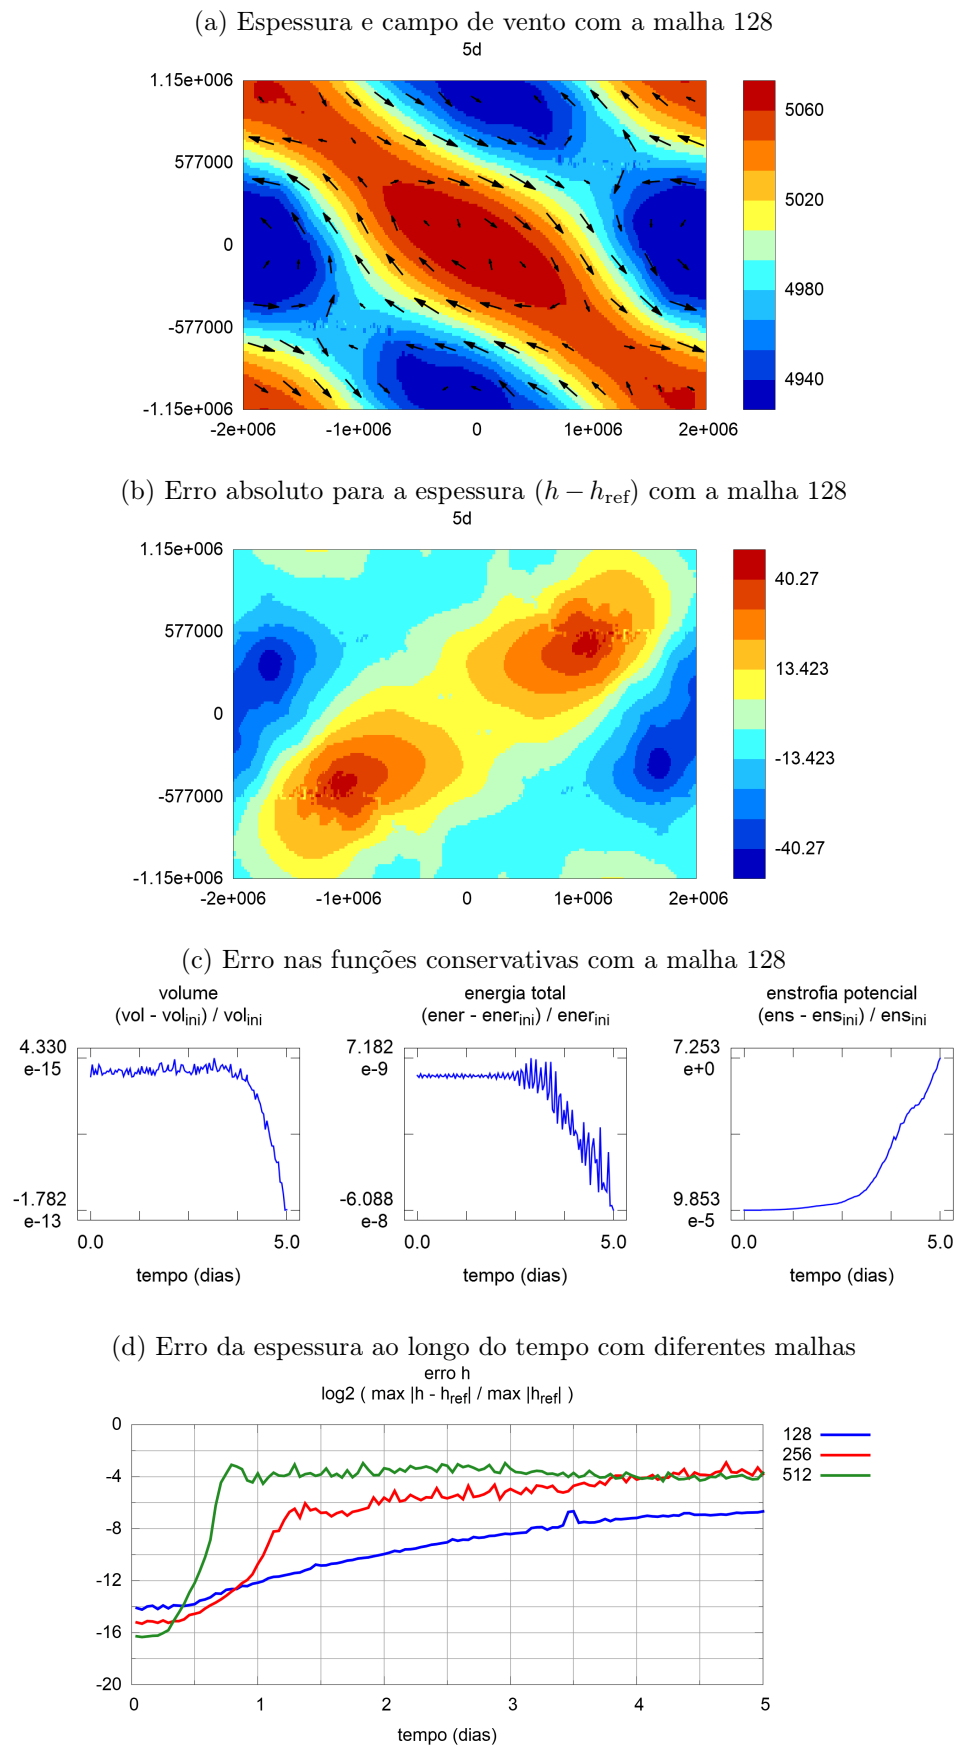 (a) Espessura e campo de vento com a malha 128
5d
1.15e+006
577000
0
-577000
-1.15e+006
-2e+006 -1e+006 0 1e+006 2e+006
5060
5020
4980
4940
(b) Erro absoluto para a espessura (h − h_ref) com a malha 128
5d
1.15e+006
577000
0
-577000
-1.15e+006
-2e+006 -1e+006 0 1e+006 2e+006
40.27
13.423
-13.423
-40.27
(c) Erro nas funções conservativas com a malha 128
volume
(vol - vol_ini) / vol_ini
4.330
e-15
-1.782
e-13
0.0 5.0
tempo (dias)
energia total
(ener - ener_ini) / ener_ini
7.182
e-9
-6.088
e-8
0.0 5.0
tempo (dias)
enstrofia potencial
(ens - ens_ini) / ens_ini
7.253
e+0
9.853
e-5
0.0 5.0
tempo (dias)
(d) Erro da espessura ao longo do tempo com diferentes malhas
erro h
log2 ( max |h - h_ref| / max |h_ref| )
0
-4
-8
-12
-16
-20
0 1 2 3 4 5
tempo (dias)
128
256
512